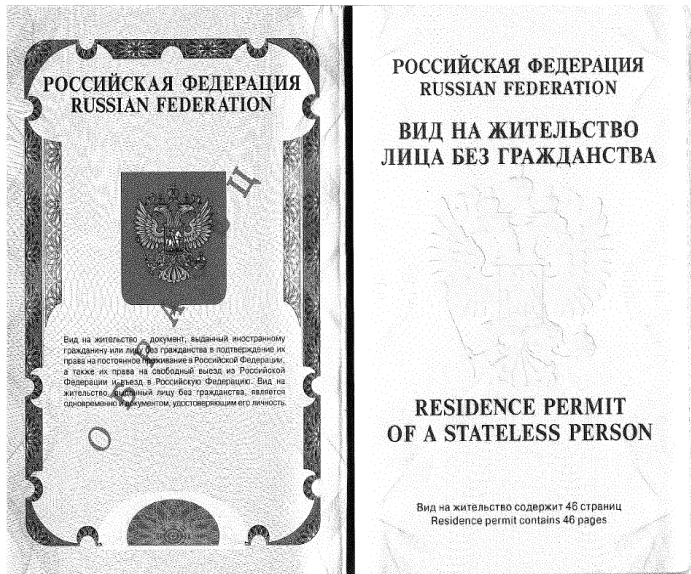 РОССИЙСКАЯ ФЕДЕРАЦИЯ
RUSSIAN FEDERATION
ОБРАЗЕЦ
Вид на жительство - документ, выданный иностранному
гражданину или лицу без гражданства в подтверждение их
права на постоянное проживание в Российской Федерации,
а также их права на свободный выезд из Российской
Федерации и въезд в Российскую Федерацию. Вид на
жительство, выданный лицу без гражданства, является
одновременно и документом, удостоверяющим его личность.
РОССИЙСКАЯ ФЕДЕРАЦИЯ
RUSSIAN FEDERATION
ВИД НА ЖИТЕЛЬСТВО
ЛИЦА БЕЗ ГРАЖДАНСТВА
RESIDENCE PERMIT
OF A STATELESS PERSON
Вид на жительство содержит 46 страниц
Residence permit contains 46 pages